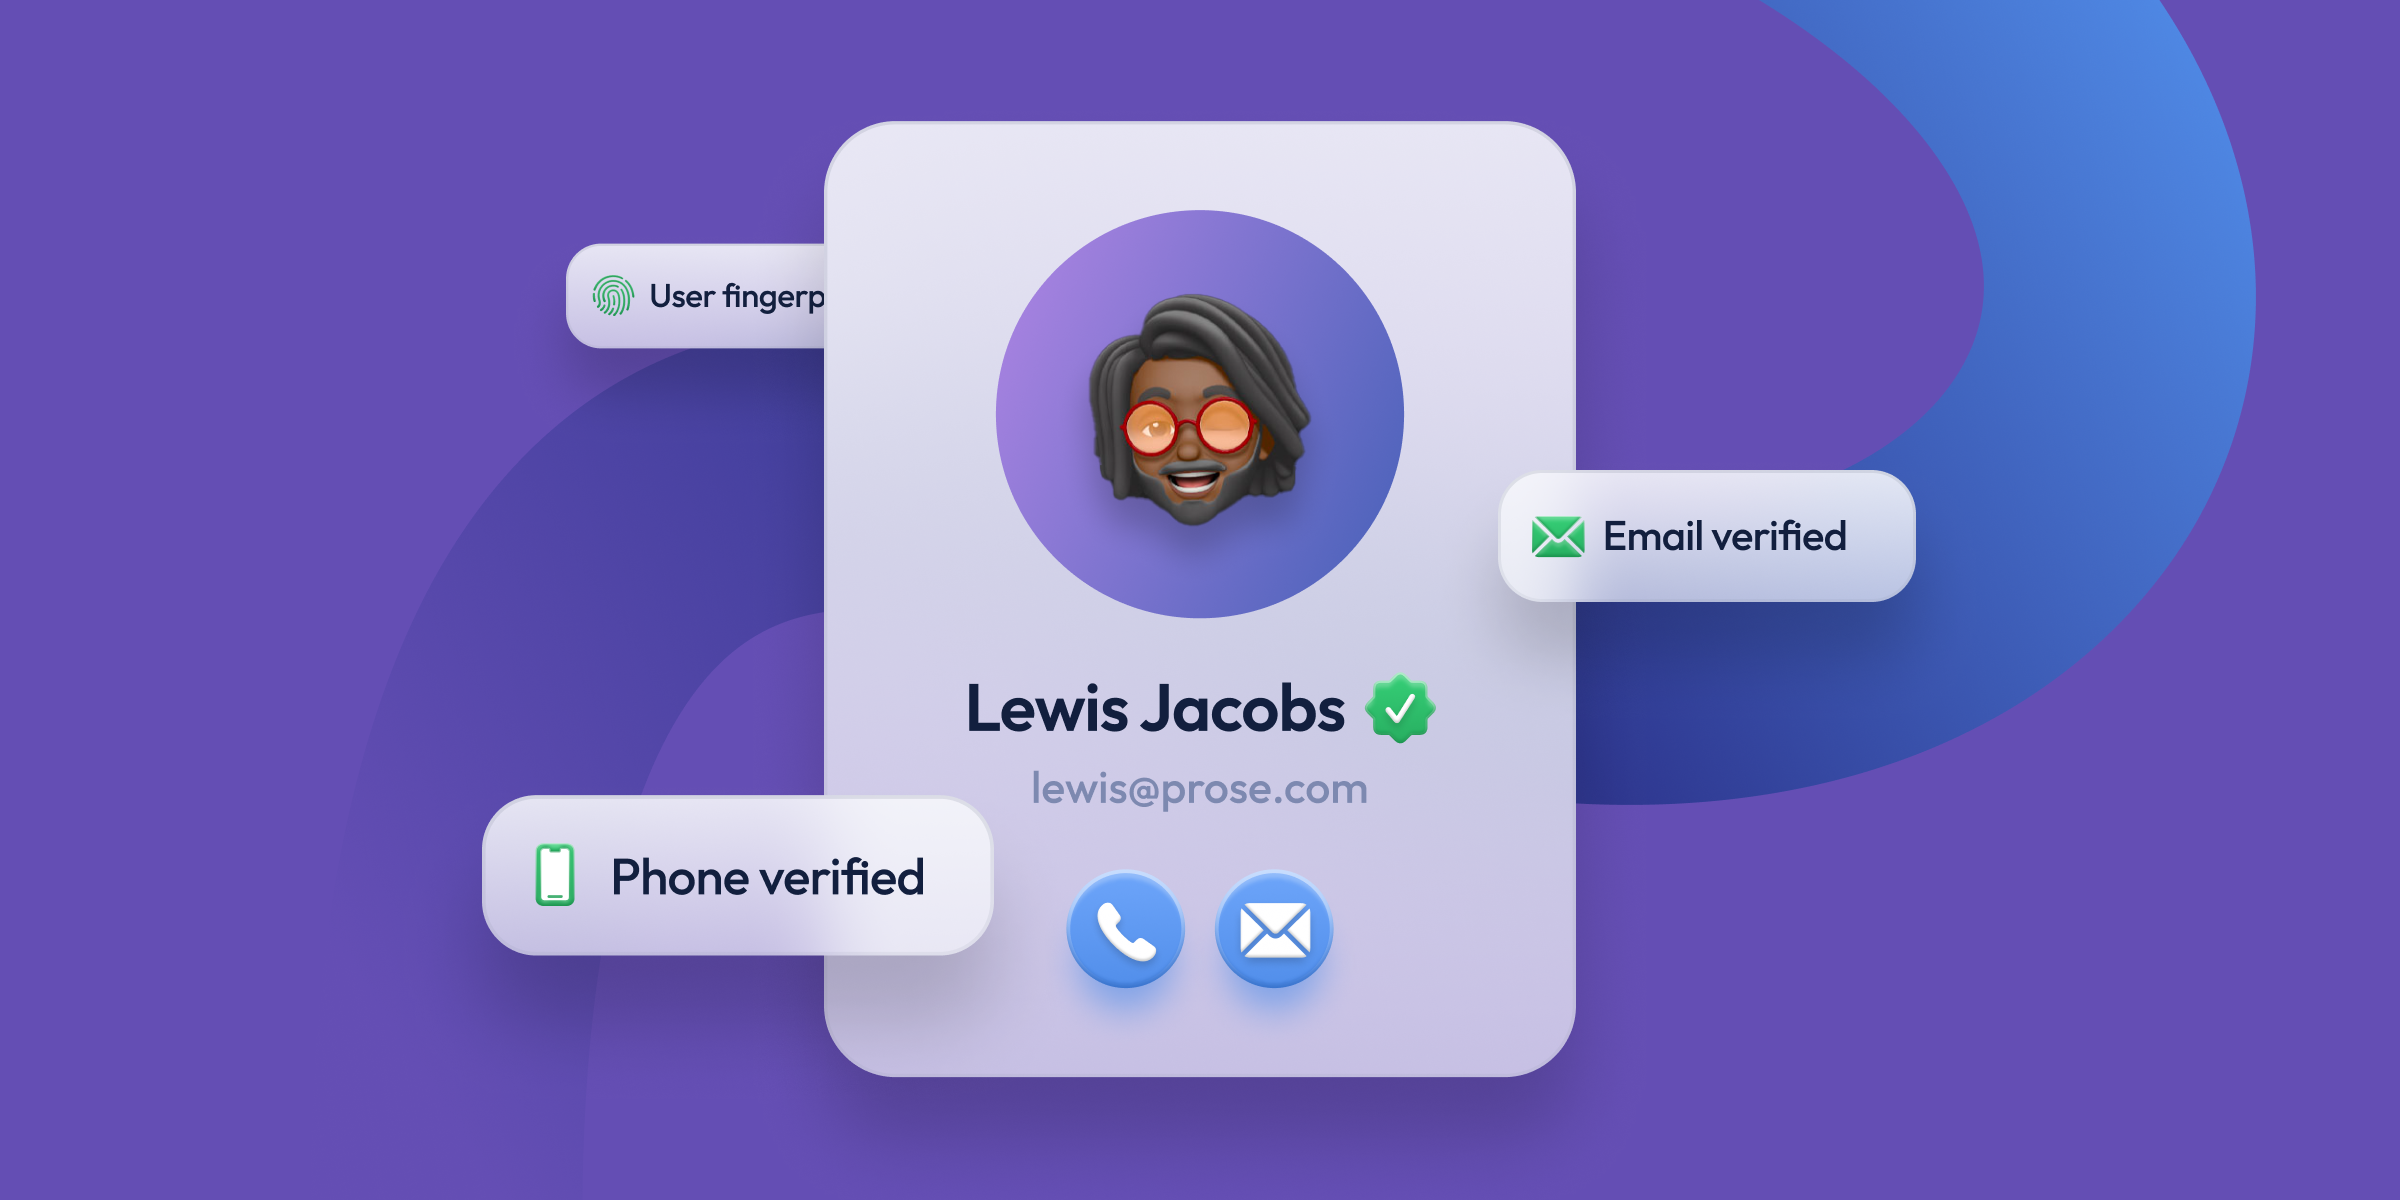 User fingerp
Email verified
Lewis Jacobs
lewis@prose.com
Phone verified